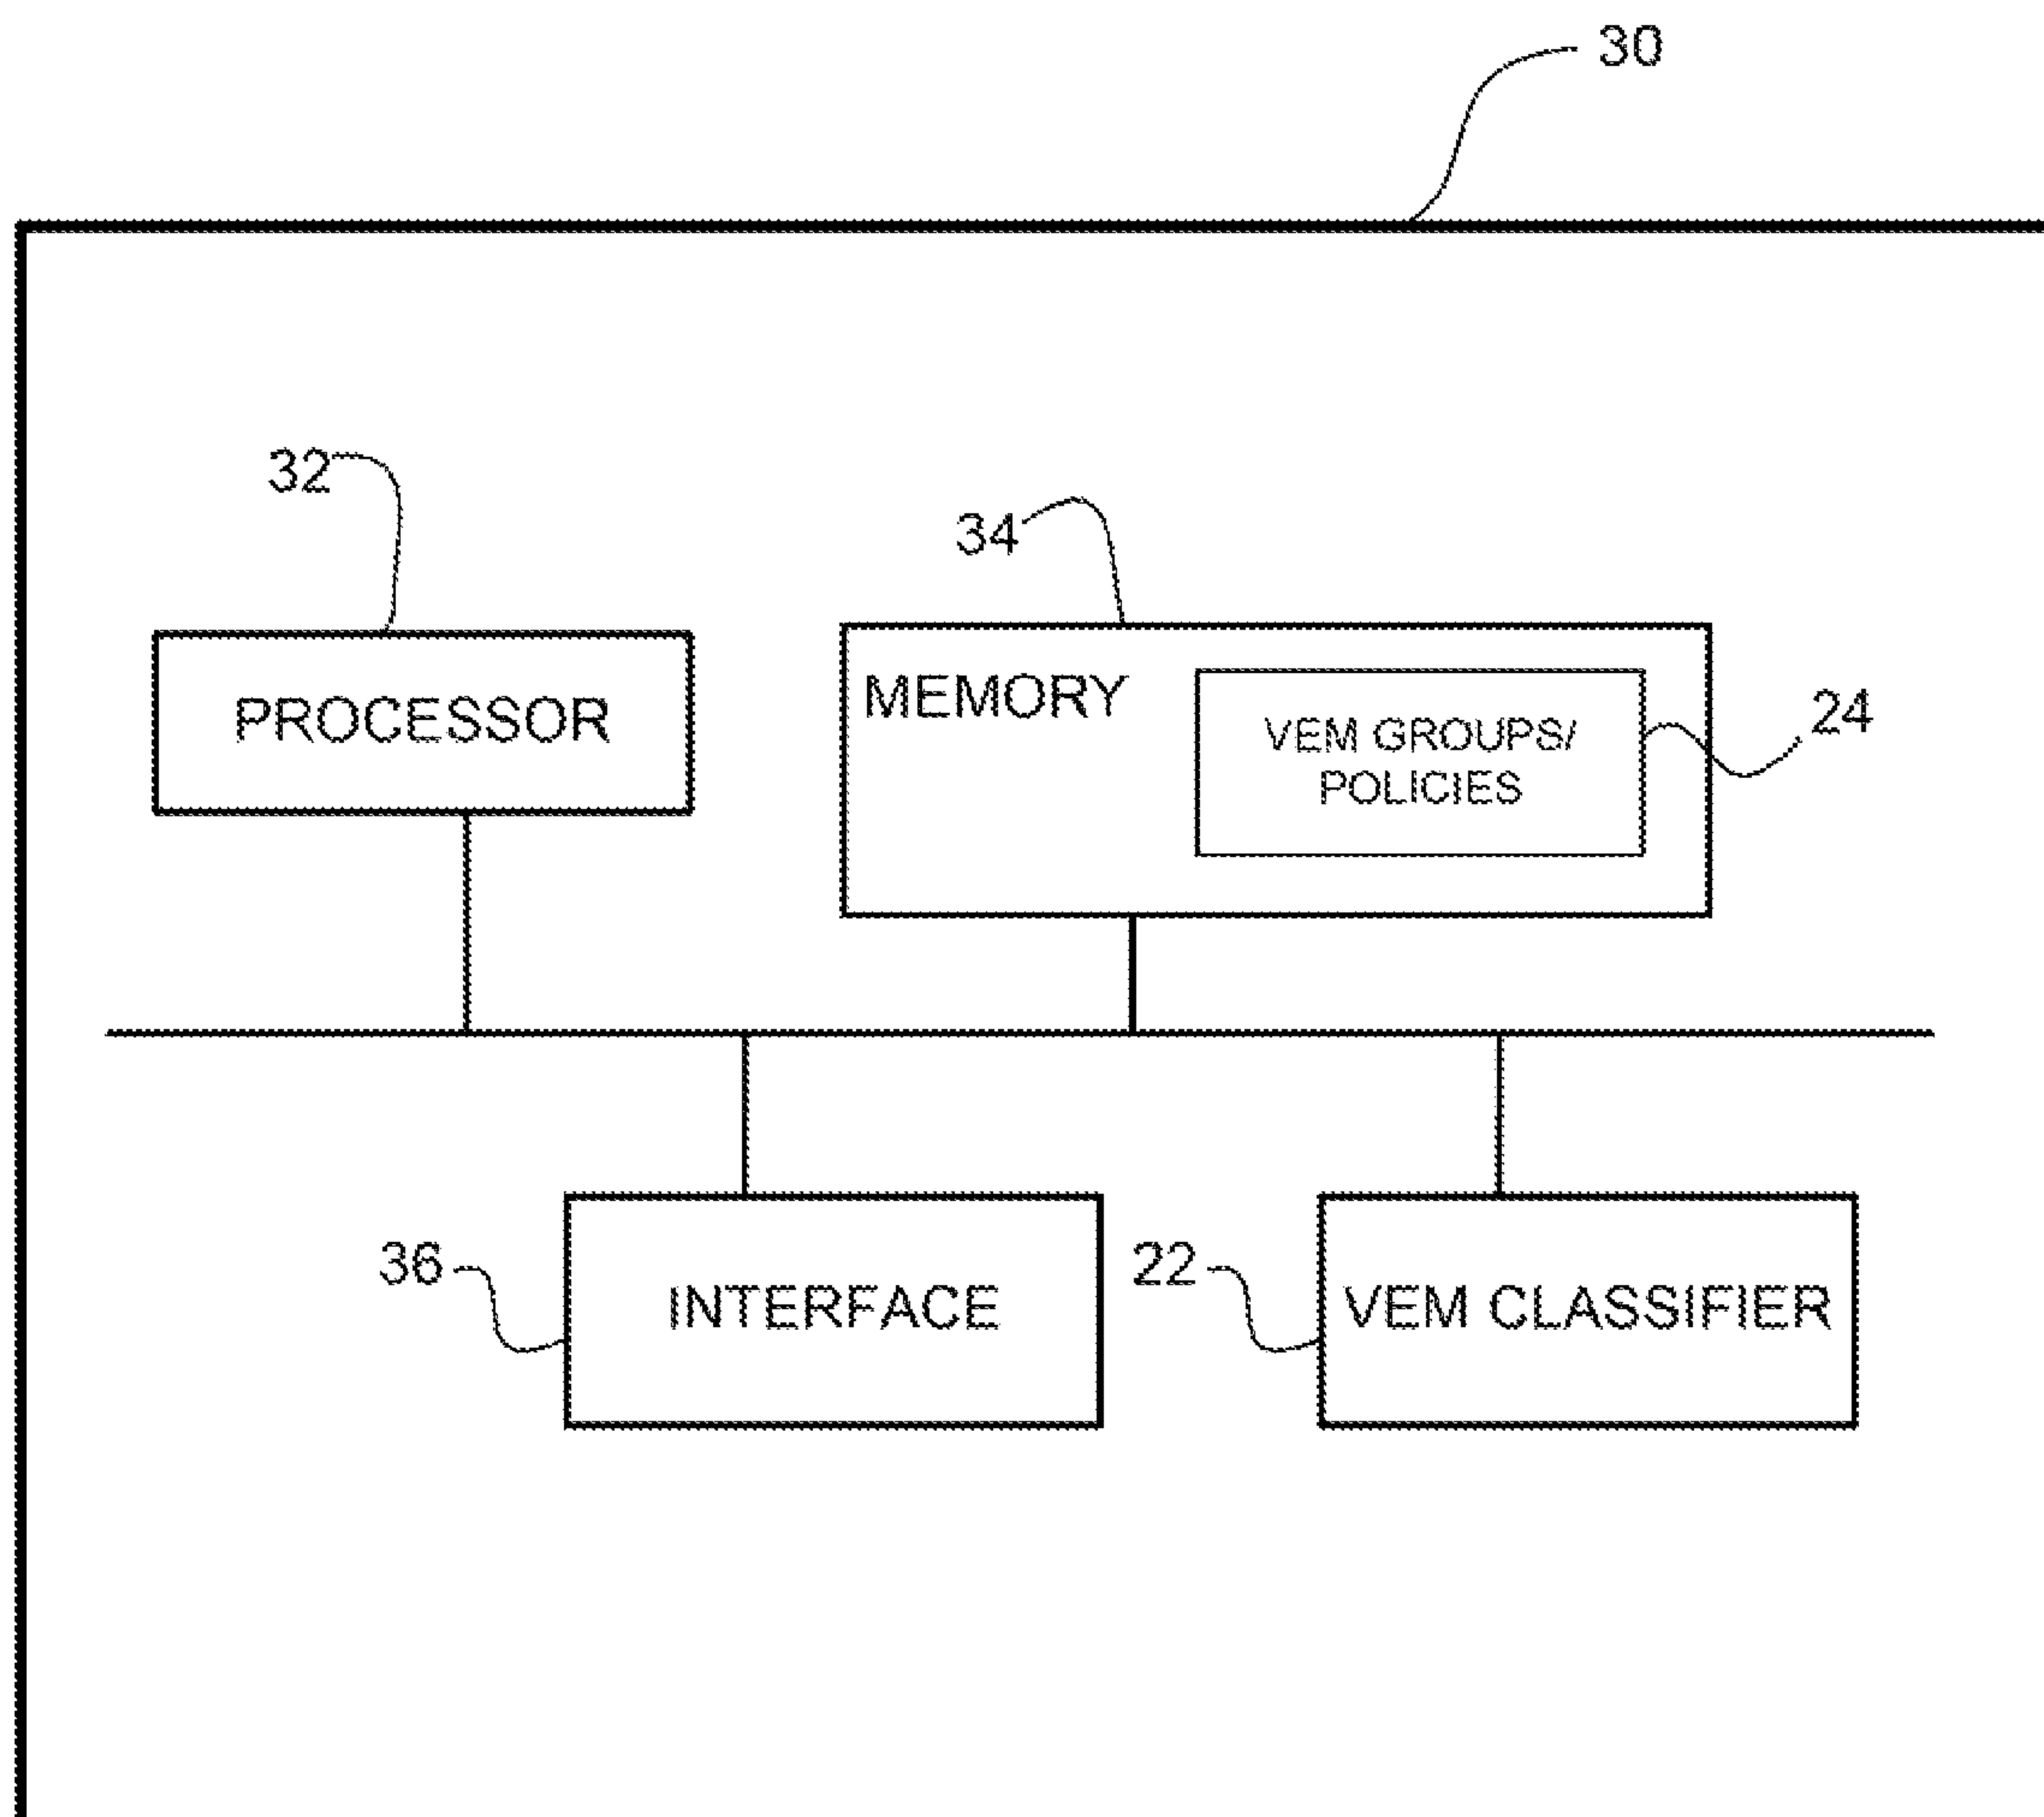 30
32
34
PROCESSOR
MEMORY
VEM GROUPS/
POLICIES
24
36
INTERFACE
22
VEM CLASSIFIER